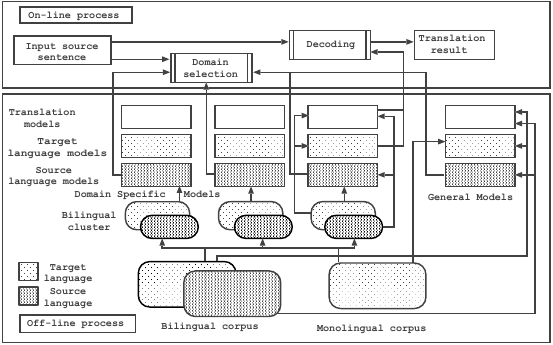 On-line process
Input source
sentence
Decoding
Translation
result
Domain
selection
Translation
models
Target
language models
Source
language models
Domain Specific Models
General Models
Bilingual
cluster
Target
language
Source
language
Off-line process
Bilingual corpus
Monolingual corpus